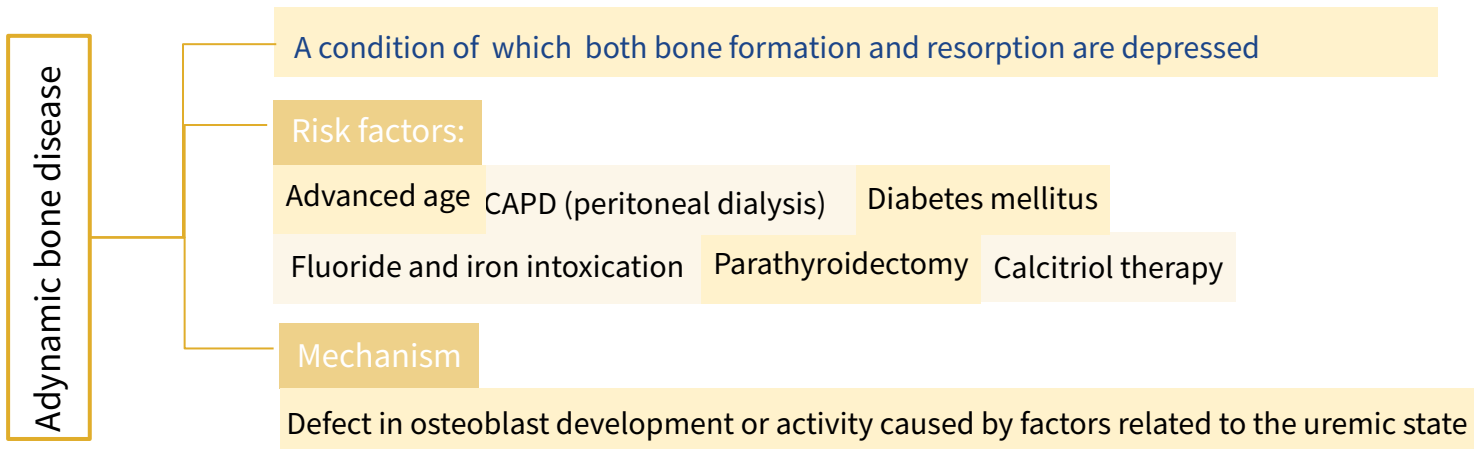 Adynamic bone disease
A condition of which both bone formation and resorption are depressed
Risk factors:
Advanced age CAPD (peritoneal dialysis) Diabetes mellitus
Fluoride and iron intoxication Parathyroidectomy Calcitriol therapy
Mechanism
Defect in osteoblast development or activity caused by factors related to the uremic state